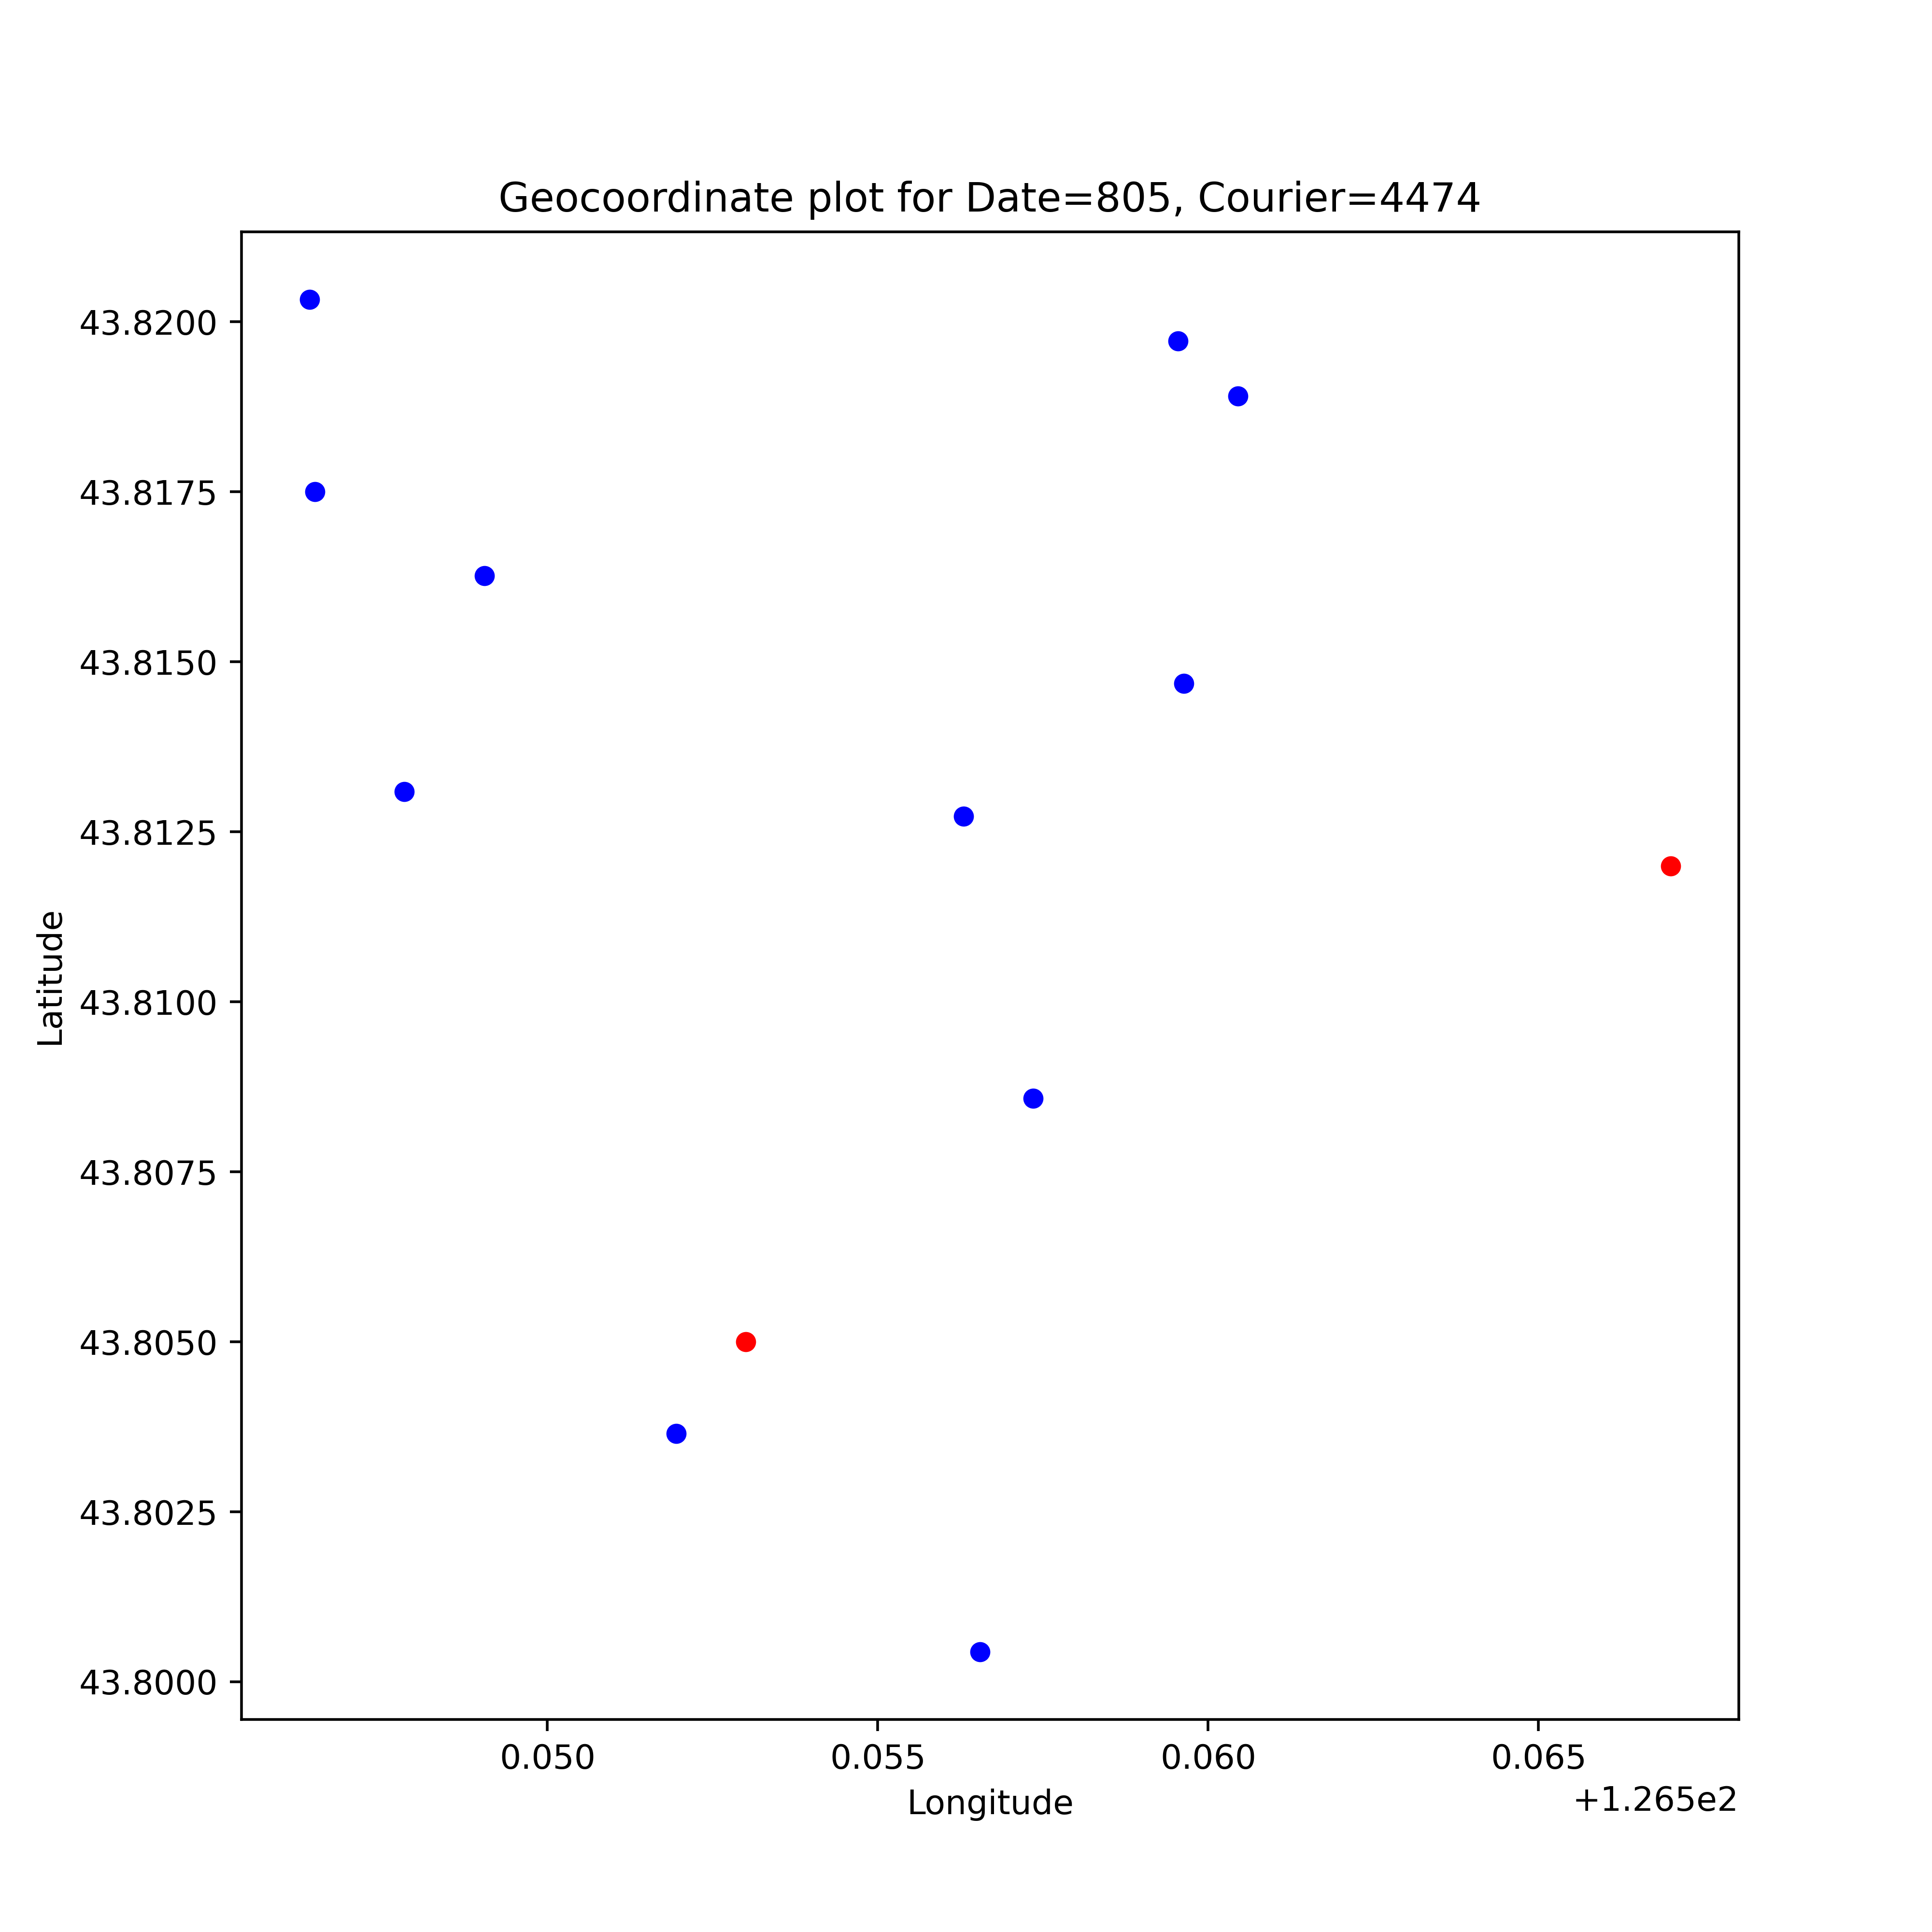 Geocoordinate plot for Date=805, Courier=4474
43.8200
43.8175
43.8150
43.8125
43.8100
43.8075
43.8050
43.8025
43.8000
Latitude
0.050 0.055 0.060 0.065
+1.265e2
Longitude